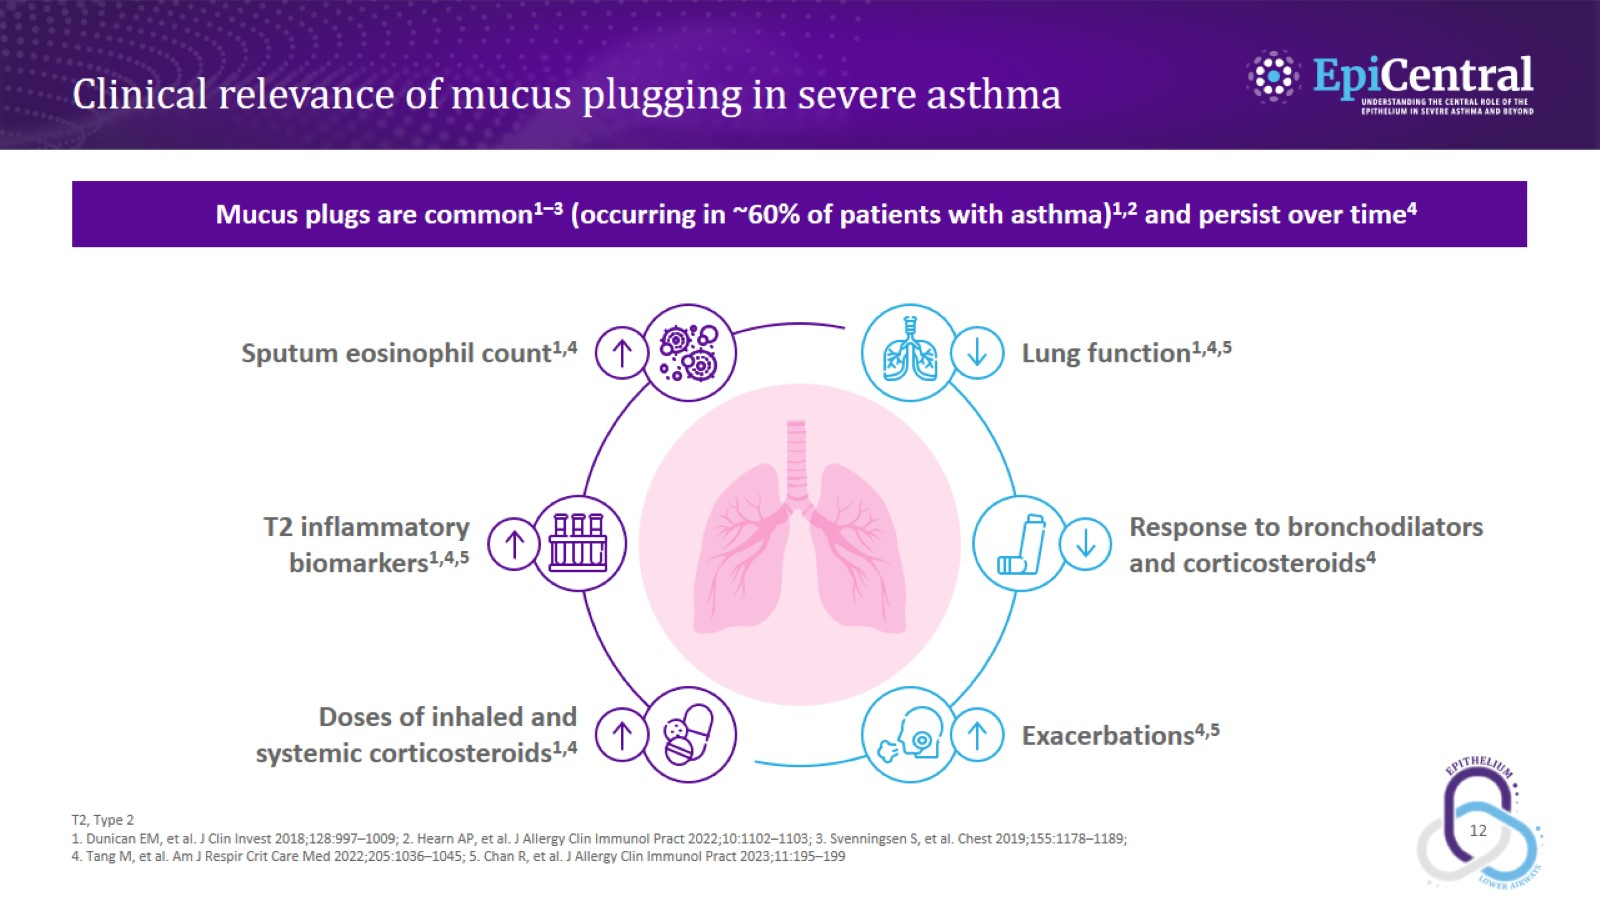 Clinical relevance of mucus plugging in severe asthma
EpiCentral
UNDERSTANDING THE CENTRAL ROLE OF THE
EPITHELIUM IN SEVERE ASTHMA AND BEYOND
Mucus plugs are common¹⁻³ (occurring in ~60% of patients with asthma)¹,² and persist over time⁴
Sputum eosinophil count¹,⁴
Lung function¹,⁴,⁵
T2 inflammatory
biomarkers¹,⁴,⁵
Response to bronchodilators
and corticosteroids⁴
Doses of inhaled and
systemic corticosteroids¹,⁴
Exacerbations⁴,⁵
T2, Type 2
1. Dunican EM, et al. J Clin Invest 2018;128:997–1009; 2. Hearn AP, et al. J Allergy Clin Immunol Pract 2022;10:1102–1103; 3. Svenningsen S, et al. Chest 2019;155:1178–1189;
4. Tang M, et al. Am J Respir Crit Care Med 2022;205:1036–1045; 5. Chan R, et al. J Allergy Clin Immunol Pract 2023;11:195–199
EPITHELIUM
12
LOWER AIRWAYS